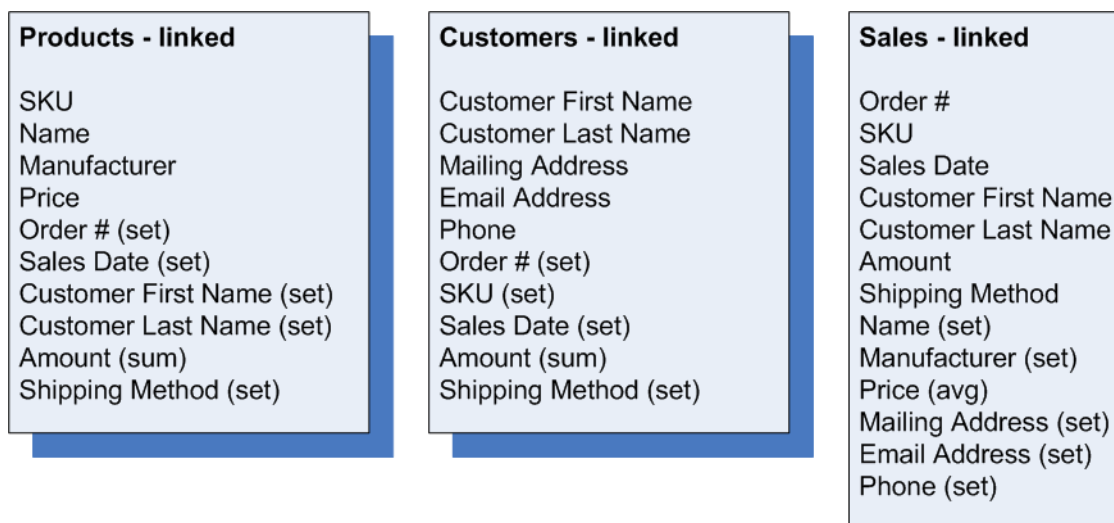 Products - linked
SKU
Name
Manufacturer
Price
Order # (set)
Sales Date (set)
Customer First Name (set)
Customer Last Name (set)
Amount (sum)
Shipping Method (set)
Customers - linked
Customer First Name
Customer Last Name
Mailing Address
Email Address
Phone
Order # (set)
SKU (set)
Sales Date (set)
Amount (sum)
Shipping Method (set)
Sales - linked
Order #
SKU
Sales Date
Customer First Name
Customer Last Name
Amount
Shipping Method
Name (set)
Manufacturer (set)
Price (avg)
Mailing Address (set)
Email Address (set)
Phone (set)